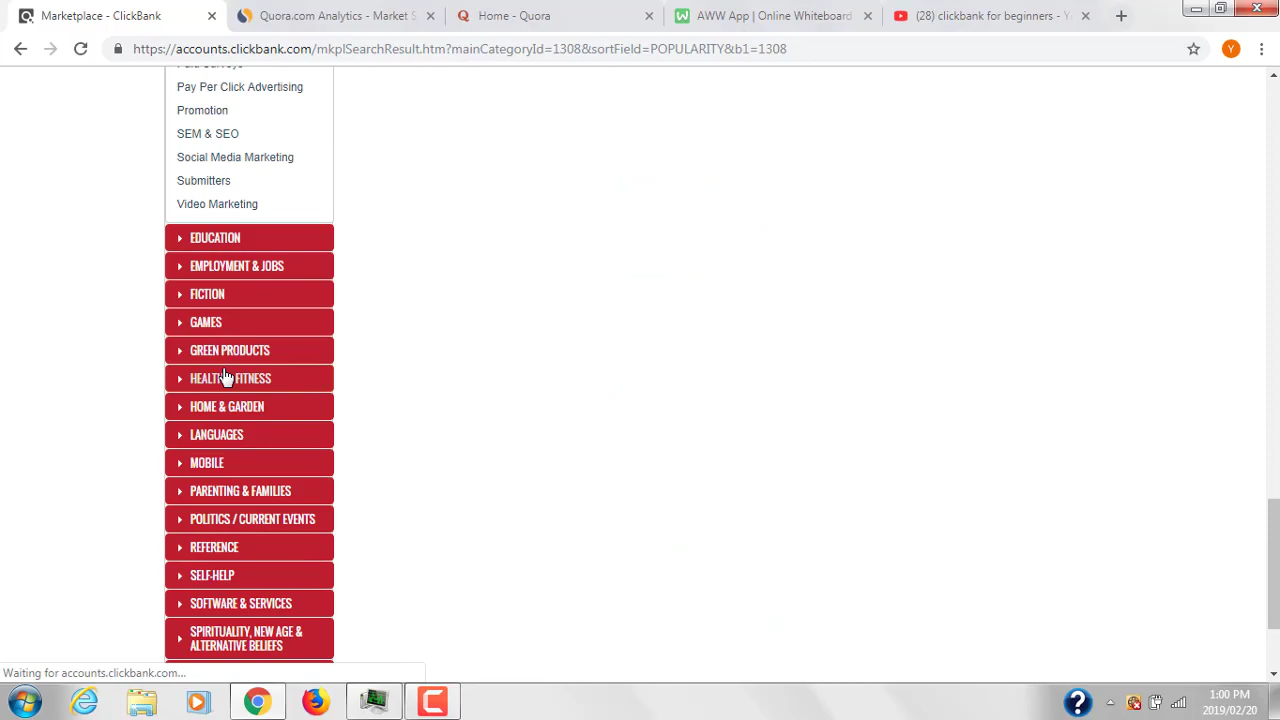 Marketplace - ClickBank
Quora.com Analytics - Market S
Home - Quora
AWW App | Online Whiteboard
(28) clickbank for beginners - Yo
https://accounts.clickbank.com/mkplSearchResult.htm?mainCategoryId=1308&sortField=POPULARITY&b1=1308
Y
Paid Surveys
Pay Per Click Advertising
Promotion
SEM & SEO
Social Media Marketing
Submitters
Video Marketing
EDUCATION
EMPLOYMENT & JOBS
FICTION
GAMES
GREEN PRODUCTS
HEALTH & FITNESS
HOME & GARDEN
LANGUAGES
MOBILE
PARENTING & FAMILIES
POLITICS / CURRENT EVENTS
REFERENCE
SELF-HELP
SOFTWARE & SERVICES
SPIRITUALITY, NEW AGE &
ALTERNATIVE BELIEFS
Waiting for accounts.clickbank.com...
1:00 PM
2019/02/20